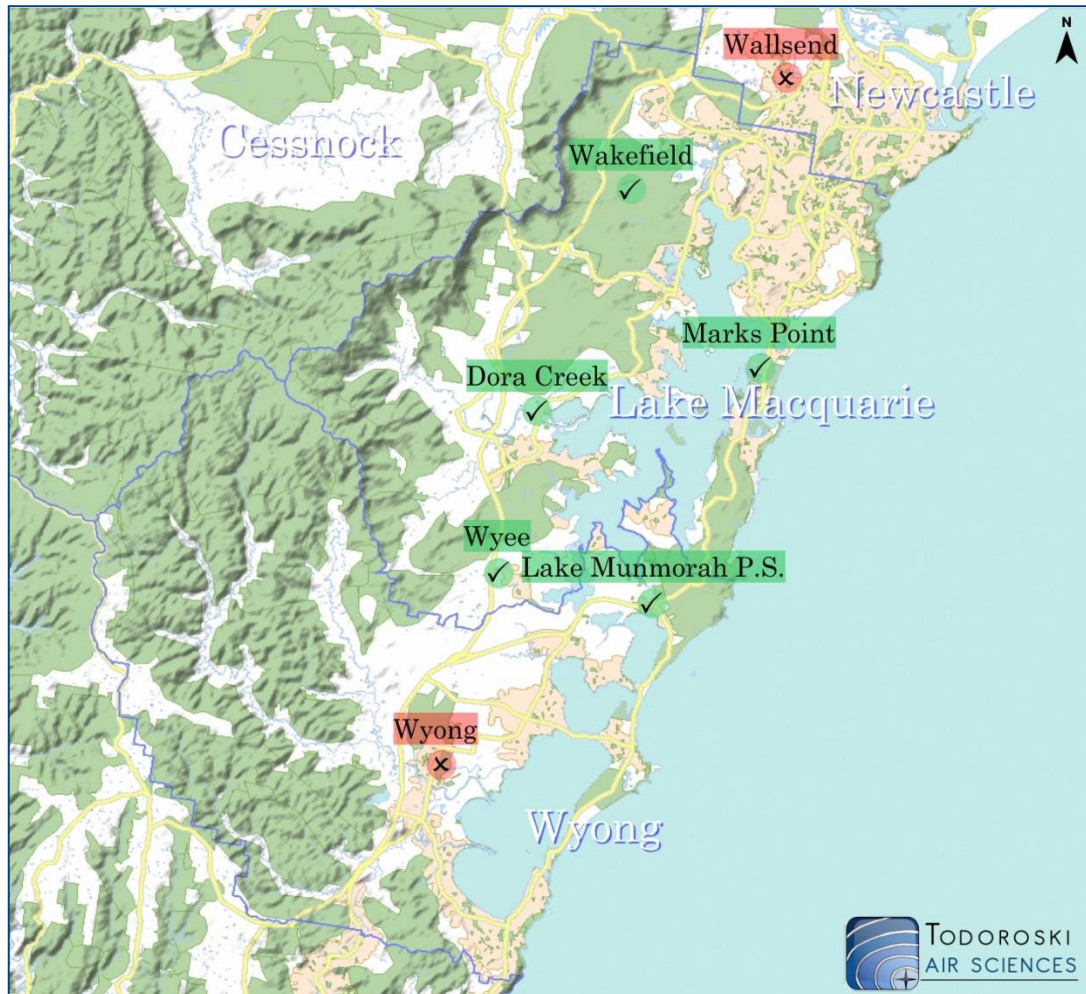 N
Wallsend
Newcastle
Cessnock
Wakefield
Marks Point
Dora Creek
Lake Macquarie
Wyee
Lake Munmorah P.S.
Wyong
Wyong
TODOROSKI
AIR SCIENCES